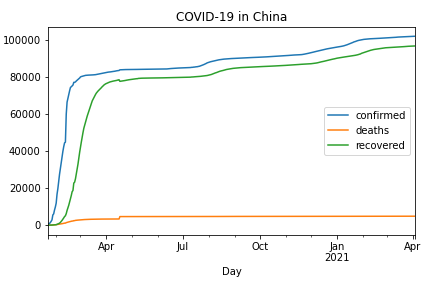 COVID-19 in China
100000
80000
60000
40000
20000
0
confirmed
deaths
recovered
Apr Jul Oct Jan Apr
2021
Day